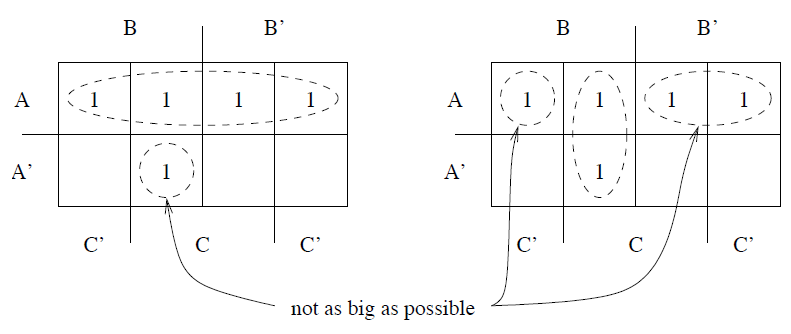 B B’ B B’
A 1 1 1 1 A 1 1 1 1
A’ 1 A’ 1
C’ C C’ C’ C C’
not as big as possible